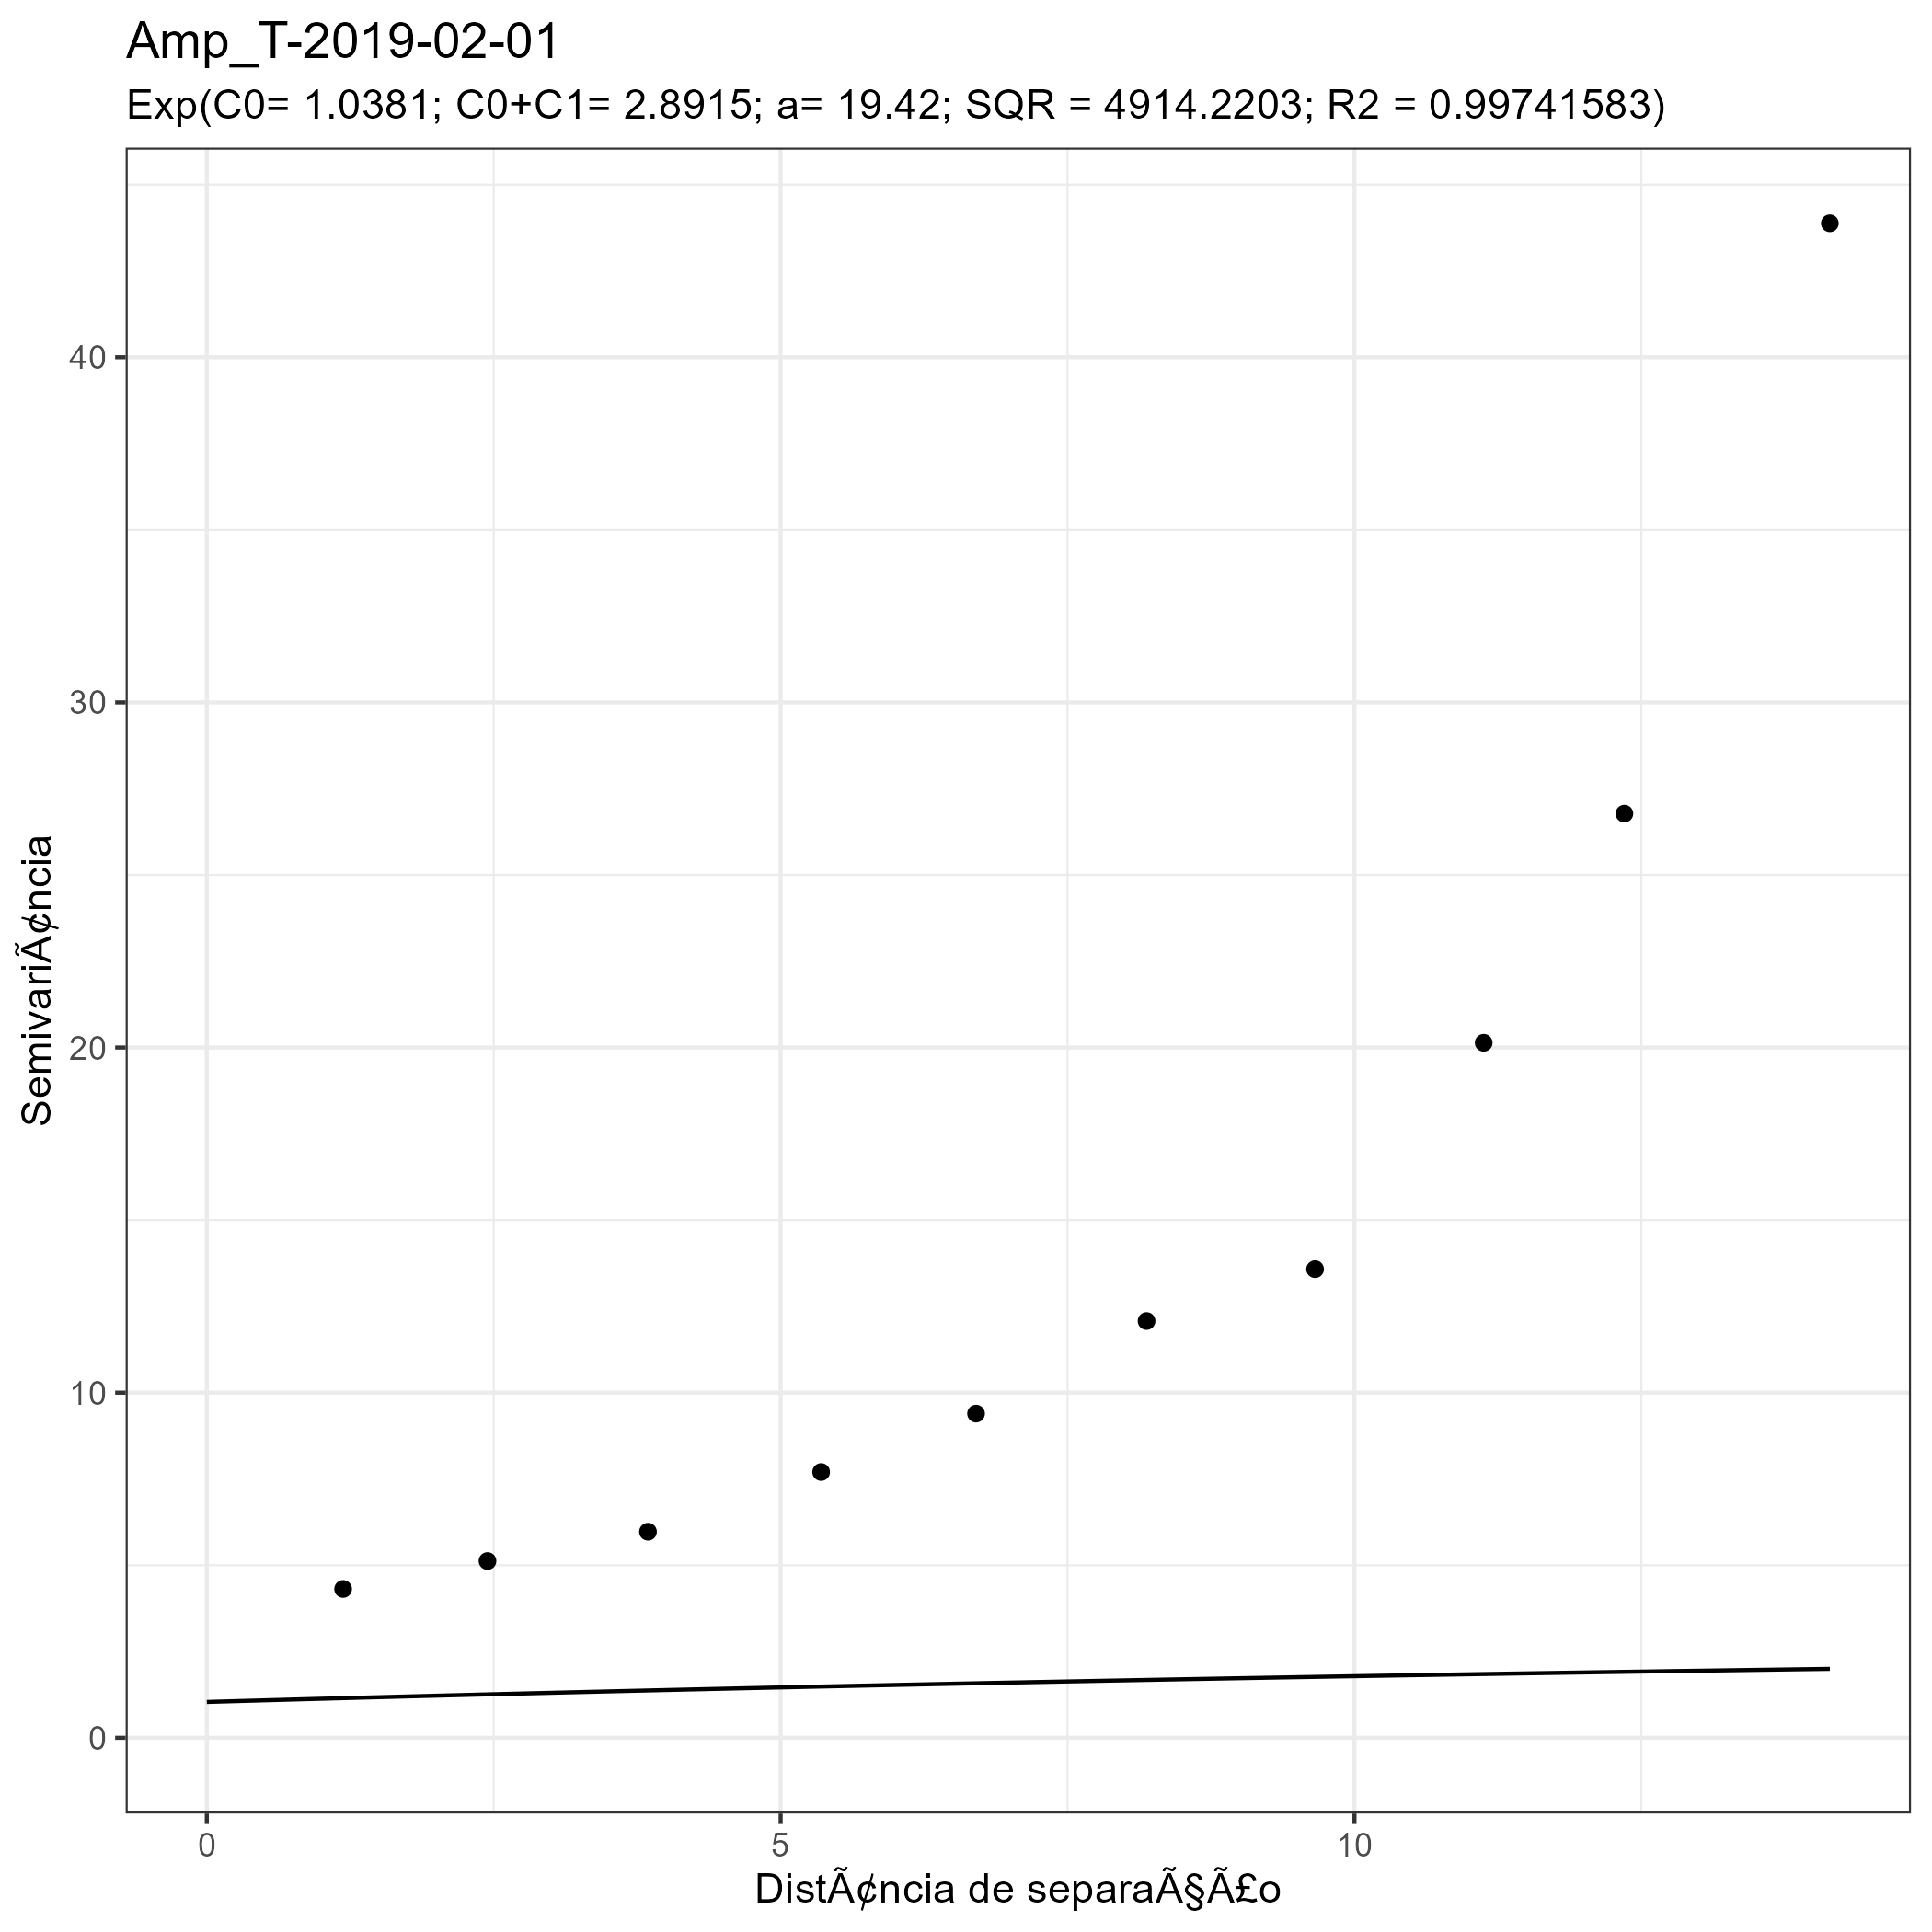 Amp_T-2019-02-01
Exp(C0= 1.0381; C0+C1= 2.8915; a= 19.42; SQR = 4914.2203; R2 = 0.99741583)
SemivariÃ¢ncia
40
30
20
10
0
0 5 10
DistÃ¢ncia de separaÃ§Ã£o